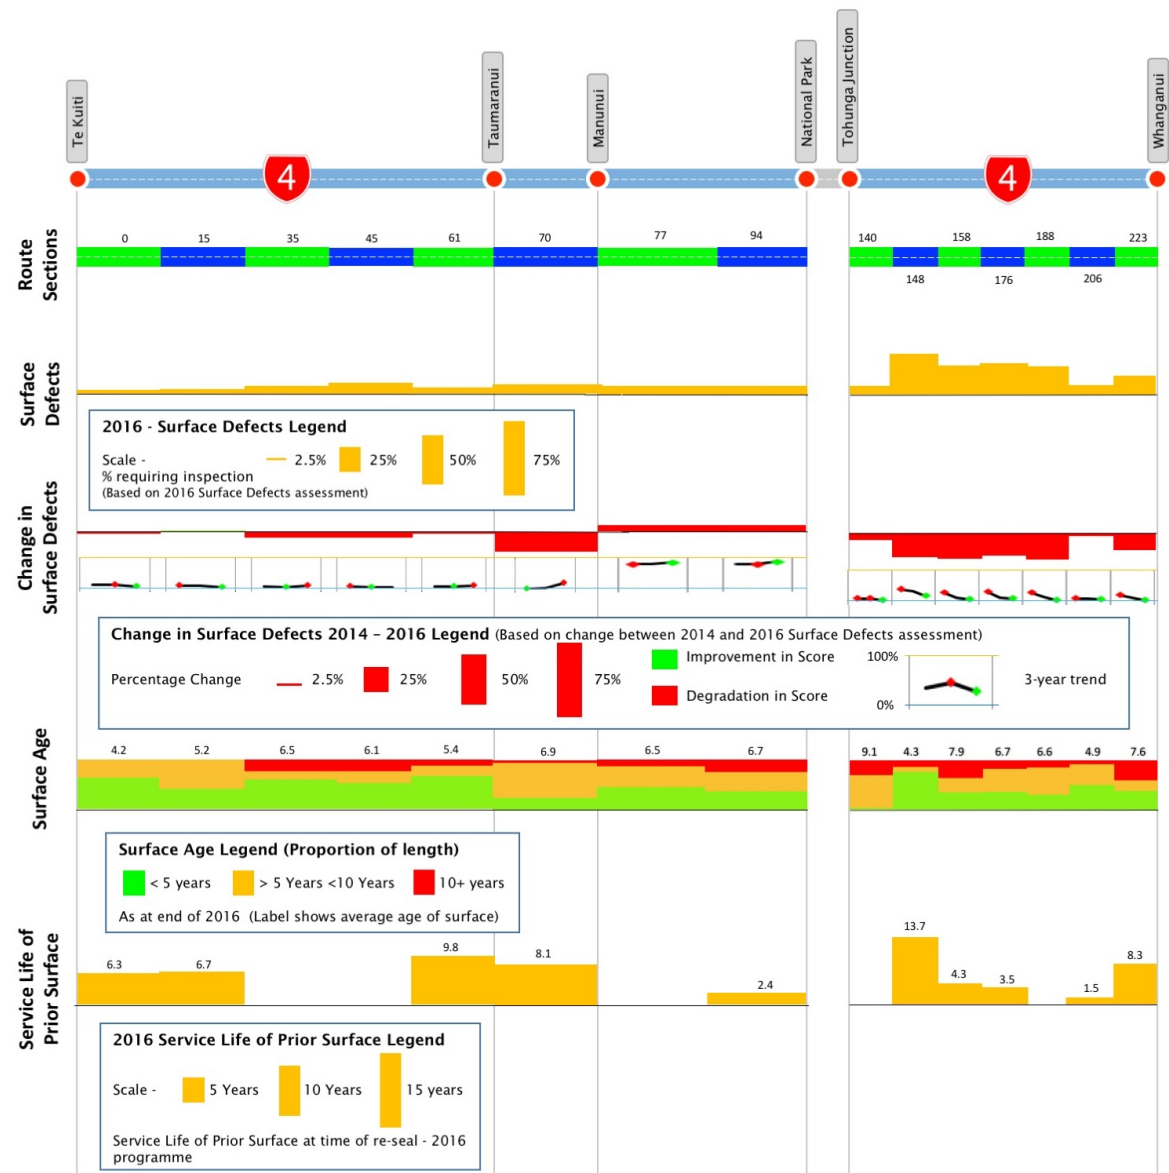 Te Kuiti
Taumaranui
Manunui
National Park
Tohunga Junction
Whanganui
4
4
Route
Sections
0 15 35 45 61 70 77 94 140 158 188 223
148 176 206
Surface
Defects
2016 - Surface Defects Legend
Scale - 2.5% 25% 50% 75%
% requiring inspection
(Based on 2016 Surface Defects assessment)
Change in
Surface Defects
Change in Surface Defects 2014 – 2016 Legend (Based on change between 2014 and 2016 Surface Defects assessment)
Percentage Change 2.5% 25% 50% 75%
Improvement in Score
Degradation in Score
100%
0%
3-year trend
Surface Age
4.2 5.2 6.5 6.1 5.4 6.9 6.5 6.7 9.1 4.3 7.9 6.7 6.6 4.9 7.6
Surface Age Legend (Proportion of length)
< 5 years > 5 Years <10 Years 10+ years
As at end of 2016 (Label shows average age of surface)
Service Life of
Prior Surface
6.3 6.7 9.8 8.1 2.4 13.7 4.3 3.5 1.5 8.3
2016 Service Life of Prior Surface Legend
Scale - 5 Years 10 Years 15 years
Service Life of Prior Surface at time of re-seal - 2016
programme